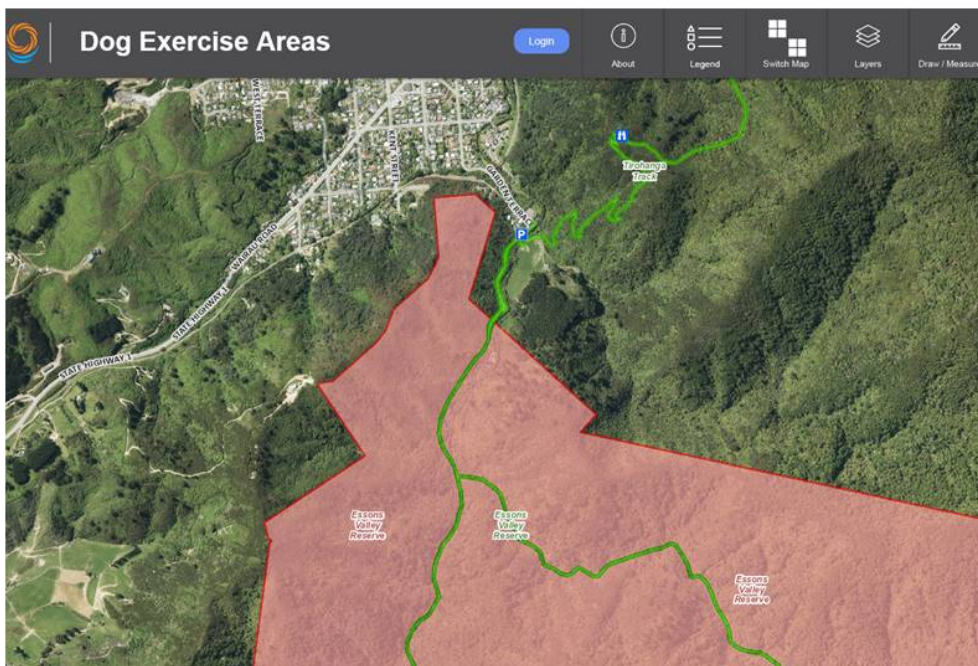 Dog Exercise Areas
Login
About
Legend
Switch Map
Layers
Draw / Measure
WEST TERRACE
KENT STREET
GARDEN TERRAS
P
Tirohanga
Track
WAIRAU ROAD
STATE HIGHWAY 1
STATE HIGHWAY 1
Essons
Valley
Reserve
Essons
Valley
Reserve
Essons
Valley
Reserve